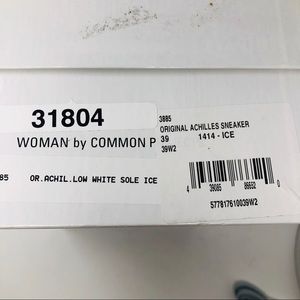 31804
WOMAN by COMMON P
85 OR.ACHIL.LOW WHITE SOLE ICE
3885
ORIGINAL ACHILLES SNEAKER
39 1414 - ICE
39W2
577817610039W2